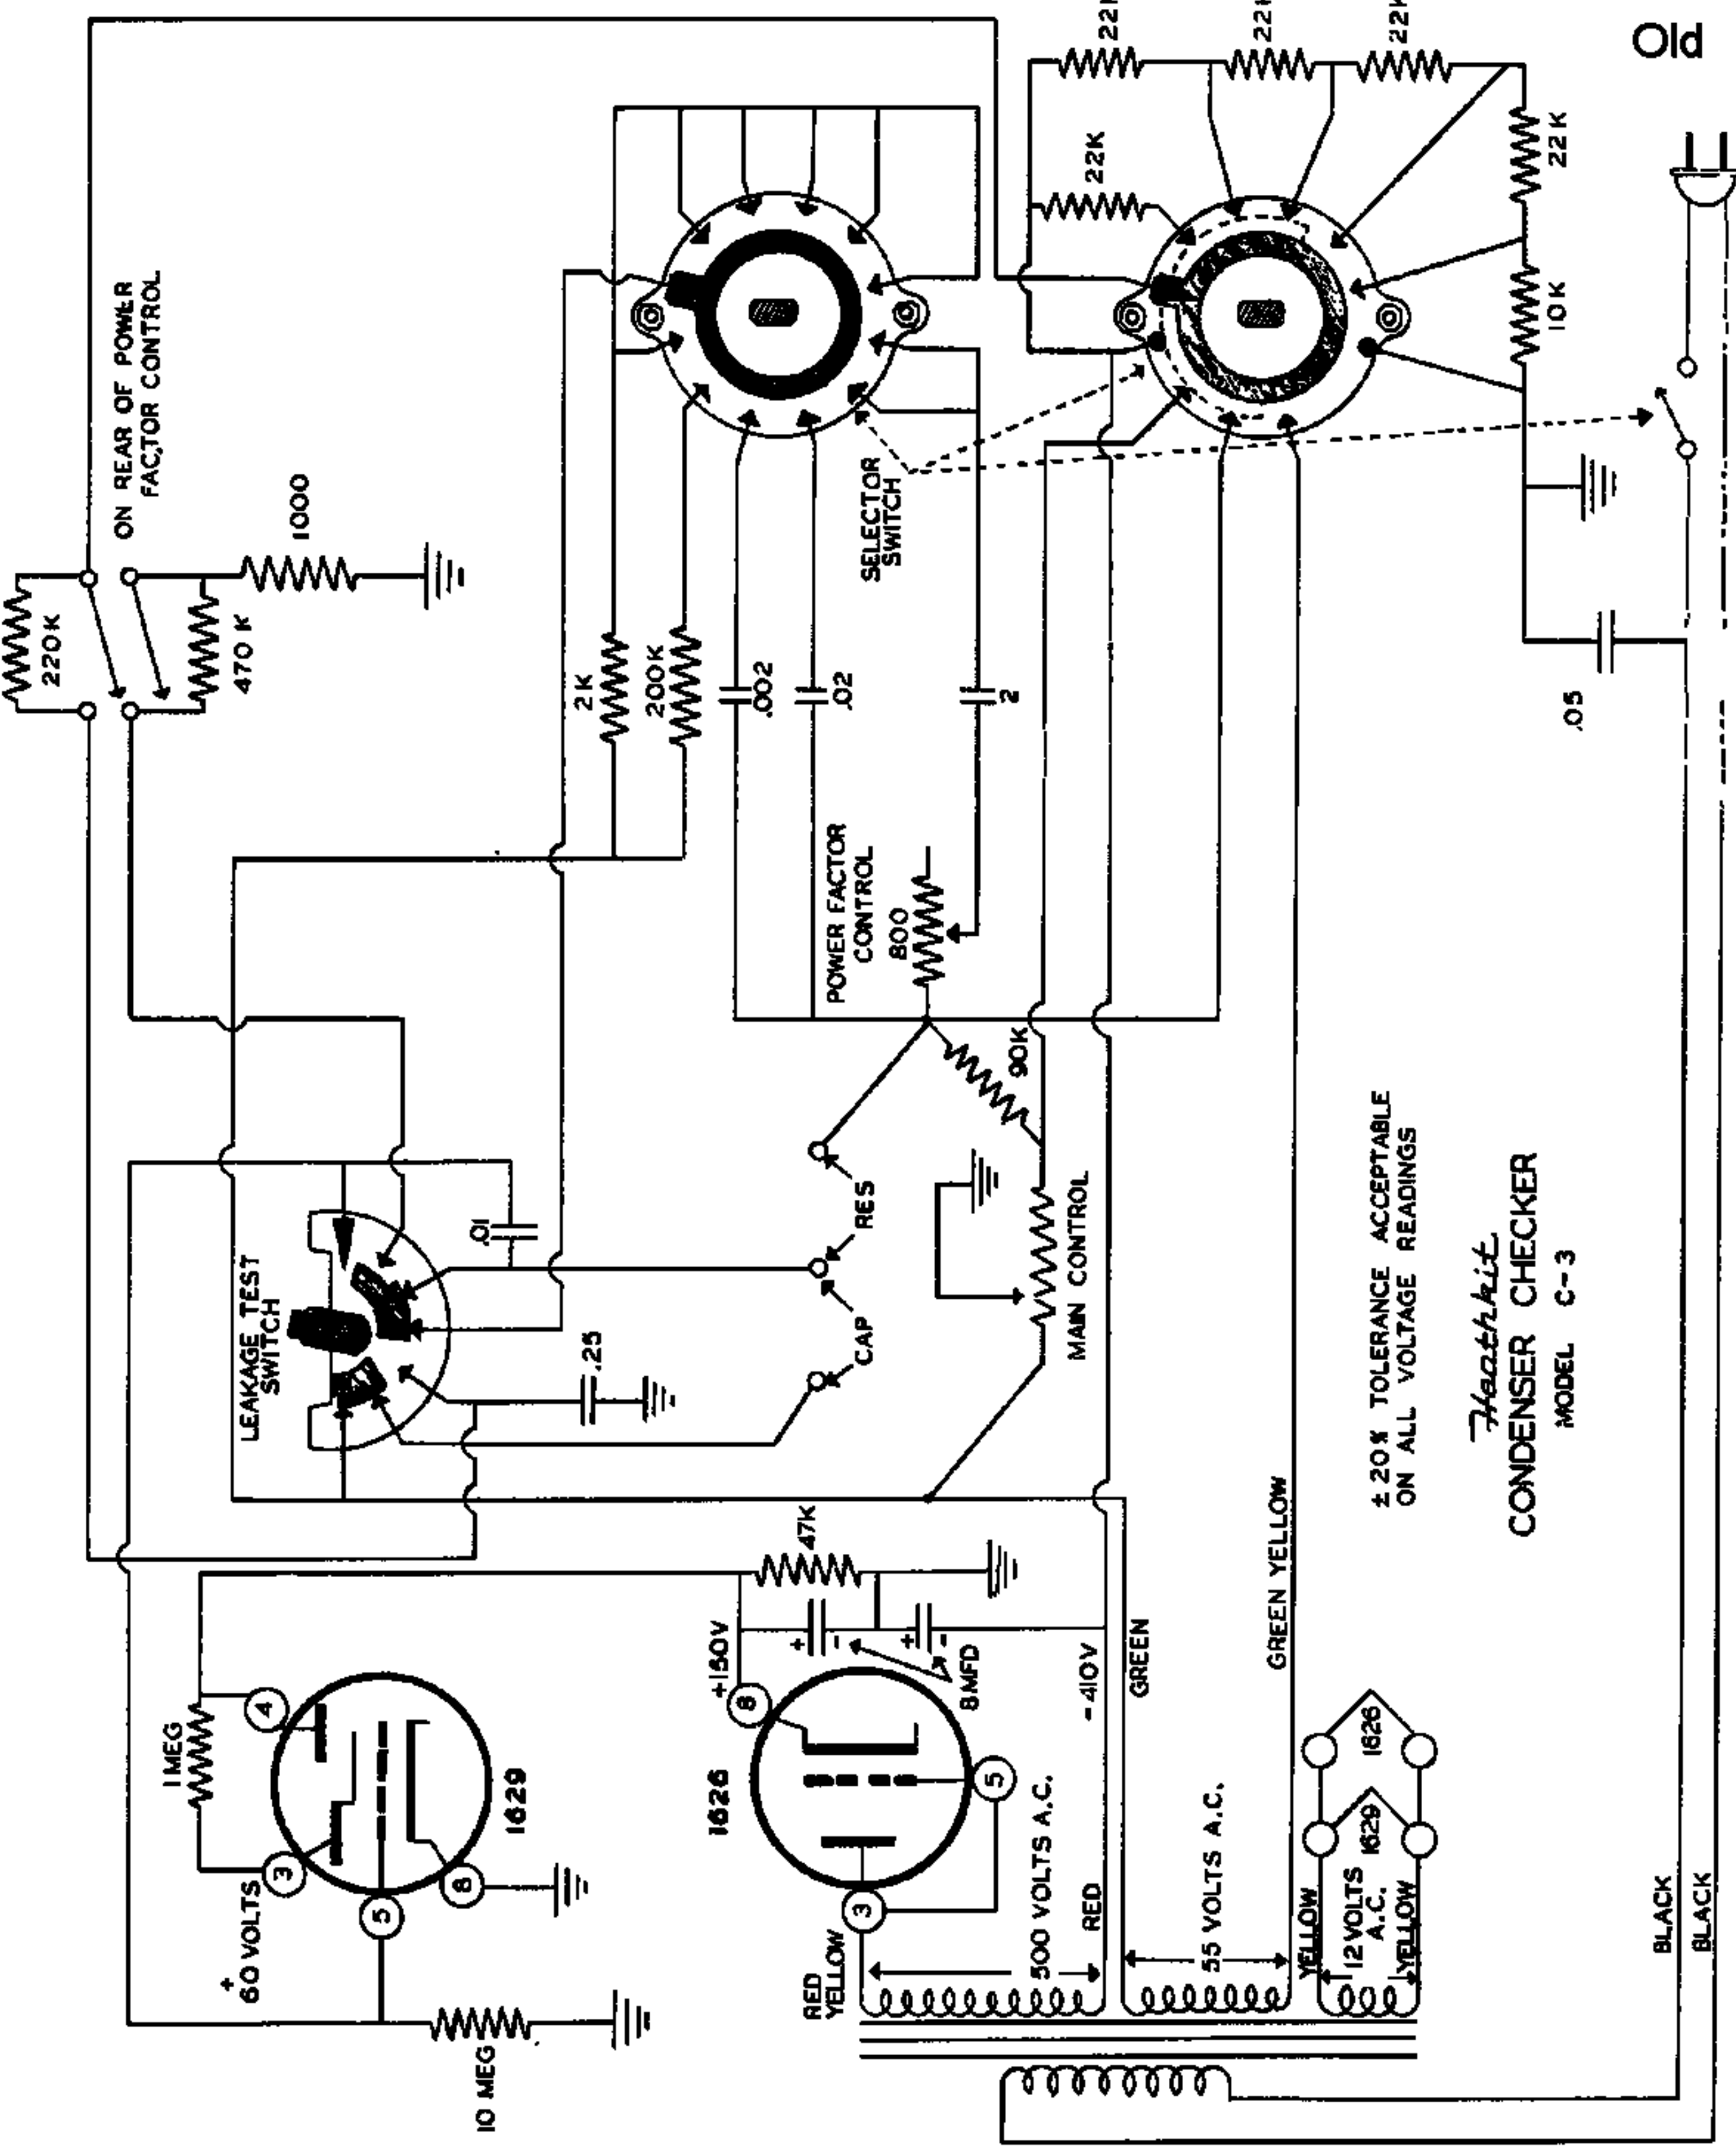 Old
22K
22K
22K
22K
22K
10K
ON REAR OF POWER
FACTOR CONTROL
220K
470 K
1000
2K
200K
.002
.02
2
SELECTOR
SWITCH
.05
POWER FACTOR
CONTROL
800
90K
LEAKAGE TEST
SWITCH
.01
.25
RES
CAP
MAIN CONTROL
± 20% TOLERANCE ACCEPTABLE
ON ALL VOLTAGE READINGS
Heathkit
CONDENSER CHECKER
MODEL C-3
1 MEG
4
3
5
8
1629
+
60 VOLTS
10 MEG
47K
+150V
8
+
-
+
-
8 MFD
1626
5
3
-410V
RED
YELLOW
500 VOLTS A.C.
RED
GREEN
GREEN YELLOW
55 VOLTS A.C.
YELLOW
12 VOLTS
A.C.
YELLOW
1629
1626
BLACK
BLACK